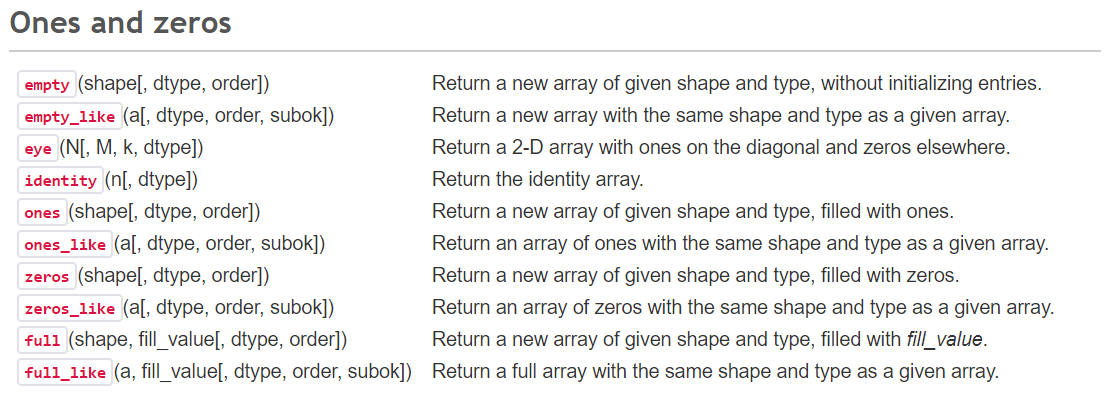 Ones and zeros
empty(shape[, dtype, order]) Return a new array of given shape and type, without initializing entries.
empty_like(a[, dtype, order, subok]) Return a new array with the same shape and type as a given array.
eye(N[, M, k, dtype]) Return a 2-D array with ones on the diagonal and zeros elsewhere.
identity(n[, dtype]) Return the identity array.
ones(shape[, dtype, order]) Return a new array of given shape and type, filled with ones.
ones_like(a[, dtype, order, subok]) Return an array of ones with the same shape and type as a given array.
zeros(shape[, dtype, order]) Return a new array of given shape and type, filled with zeros.
zeros_like(a[, dtype, order, subok]) Return an array of zeros with the same shape and type as a given array.
full(shape, fill_value[, dtype, order]) Return a new array of given shape and type, filled with fill_value.
full_like(a, fill_value[, dtype, order, subok]) Return a full array with the same shape and type as a given array.